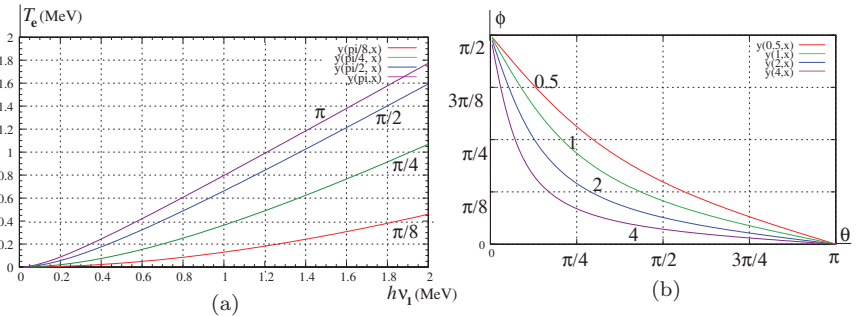 T_e(MeV)
2
1.8
1.6
1.4
1.2
1
0.8
0.6
0.4
0.2
0
y(pi/8,x)
y(pi/4, x)
y(pi/2, x)
y(pi,x)
π
π/2
π/4
π/8
0 0.2 0.4 0.6 0.8 1 1.2 1.4 1.6 1.8 2
hν₁(MeV)
(a)
ϕ
π/2
3π/8
π/4
π/8
0
y(0.5,x)
y(1,x)
y(2,x)
y(4,x)
0.5
1
2
4
θ
0 π/4 π/2 3π/4 π
(b)